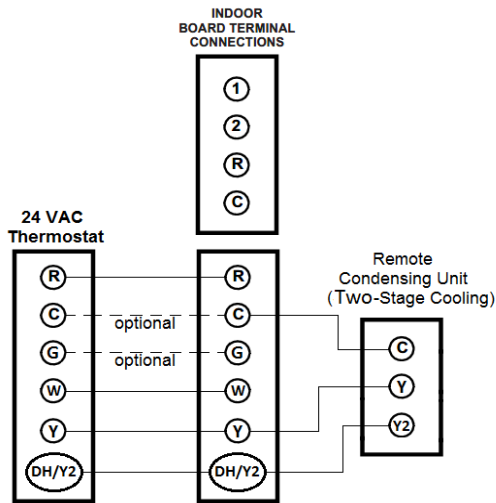 INDOOR
BOARD TERMINAL
CONNECTIONS
1
2
R
C
24 VAC
Thermostat
R
C
G
W
Y
DH/Y2
optional
optional
R
C
G
W
Y
DH/Y2
Remote
Condensing Unit
(Two-Stage Cooling)
C
Y
Y2